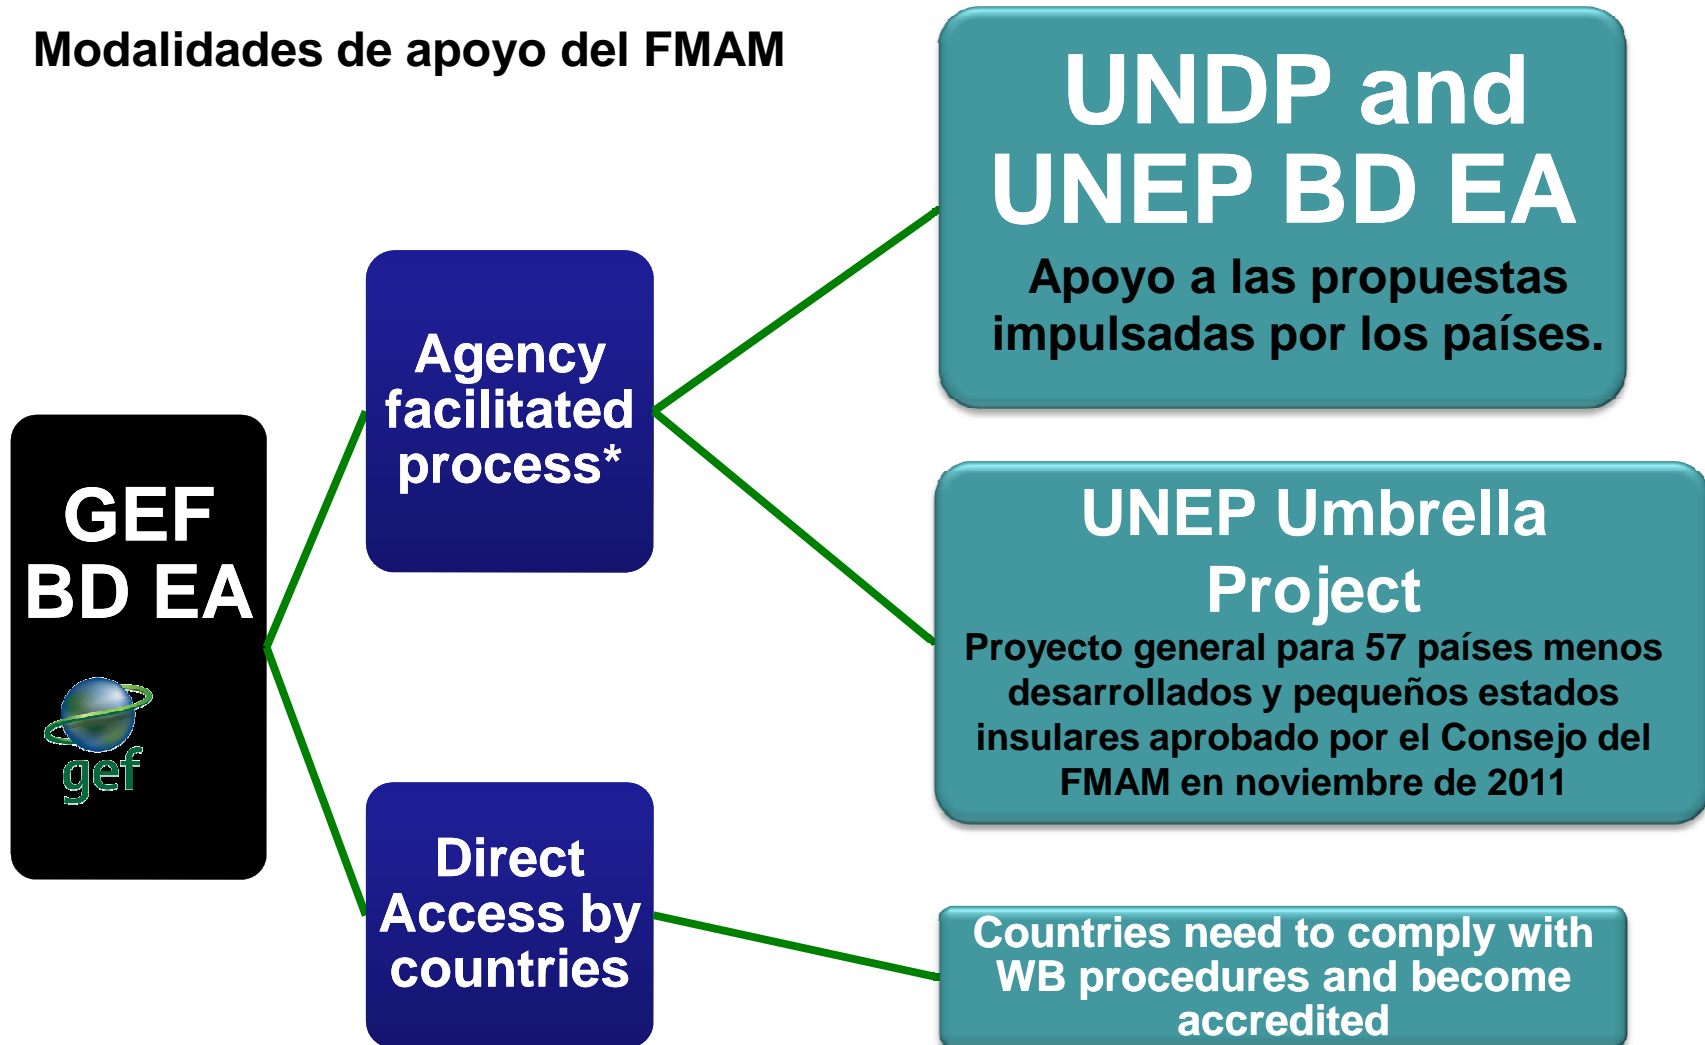 Modalidades de apoyo del FMAM
UNDP and
UNEP BD EA
Apoyo a las propuestas
impulsadas por los países.
Agency
facilitated
process*
GEF
BD EA
gef
UNEP Umbrella
Project
Proyecto general para 57 países menos
desarrollados y pequeños estados
insulares aprobado por el Consejo del
FMAM en noviembre de 2011
Direct
Access by
countries
Countries need to comply with
WB procedures and become
accredited